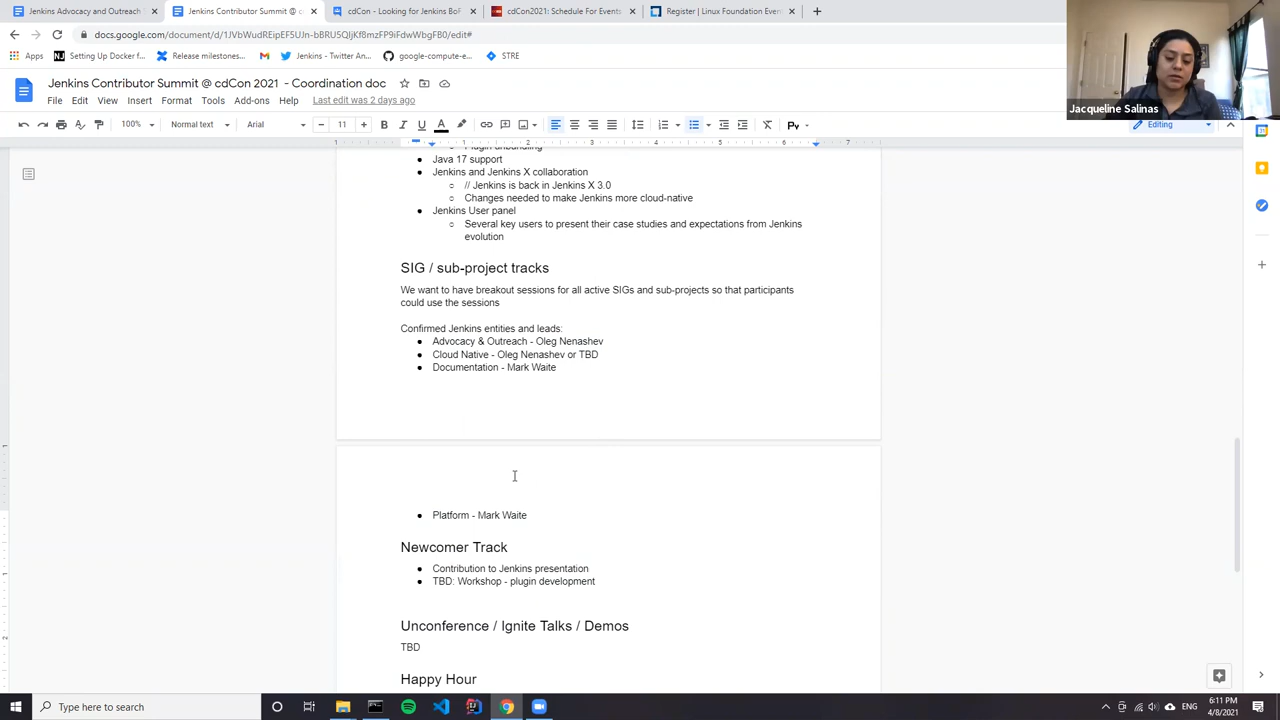 Jenkins Advocacy and Outreach
Jenkins Contributor Summit @ c
cdCon - Looking for Jenkins BoF
cdCon2021: Schedule For Events
Register | Linux Foundation Even
docs.google.com/document/d/1JVbWudREipEF5UJn-bBRU5QIjKf8mzFP9iFdwWbgFB0/edit#
Apps
Setting Up Docker f...
Release milestones...
Jenkins - Twitter An...
google-compute-e...
STRE
Jenkins Contributor Summit @ cdCon 2021 - Coordination doc
File Edit View Insert Format Tools Add-ons Help Last edit was 2 days ago
100% Normal text Arial 11
Editing
Jacqueline Salinas
Plugin unbundling
Java 17 support
Jenkins and Jenkins X collaboration
// Jenkins is back in Jenkins X 3.0
Changes needed to make Jenkins more cloud-native
Jenkins User panel
Several key users to present their case studies and expectations from Jenkins
evolution
SIG / sub-project tracks
We want to have breakout sessions for all active SIGs and sub-projects so that participants
could use the sessions
Confirmed Jenkins entities and leads:
Advocacy & Outreach - Oleg Nenashev
Cloud Native - Oleg Nenashev or TBD
Documentation - Mark Waite
Platform - Mark Waite
Newcomer Track
Contribution to Jenkins presentation
TBD: Workshop - plugin development
Unconference / Ignite Talks / Demos
TBD
Happy Hour
Type here to search
6:11 PM
4/8/2021